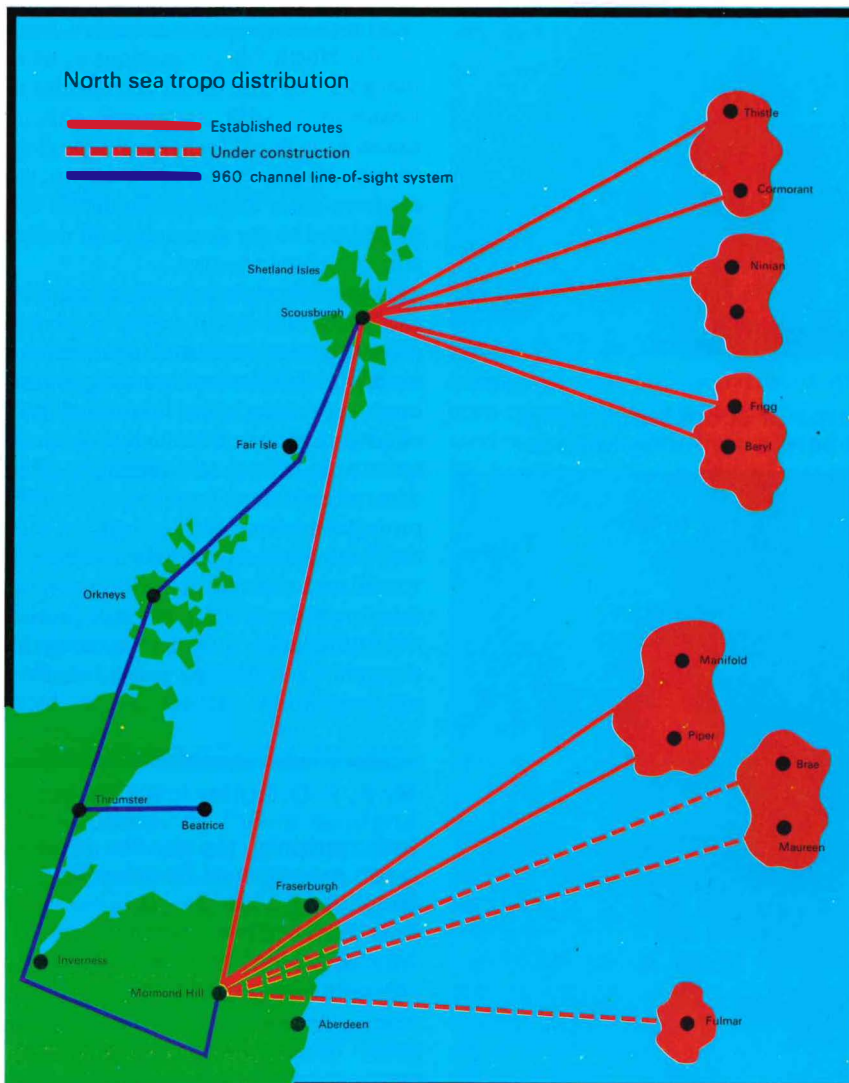 North sea tropo distribution
Established routes
Under construction
960 channel line-of-sight system
Thistle
Cormorant
Shetland Isles
Ninian
Scousburgh
Frigg
Fair Isle
Beryl
Orkneys
Manifold
Piper
Brae
Thrumster
Beatrice
Maureen
Fraserburgh
Inverness
Mormond Hill
Aberdeen
Fulmar